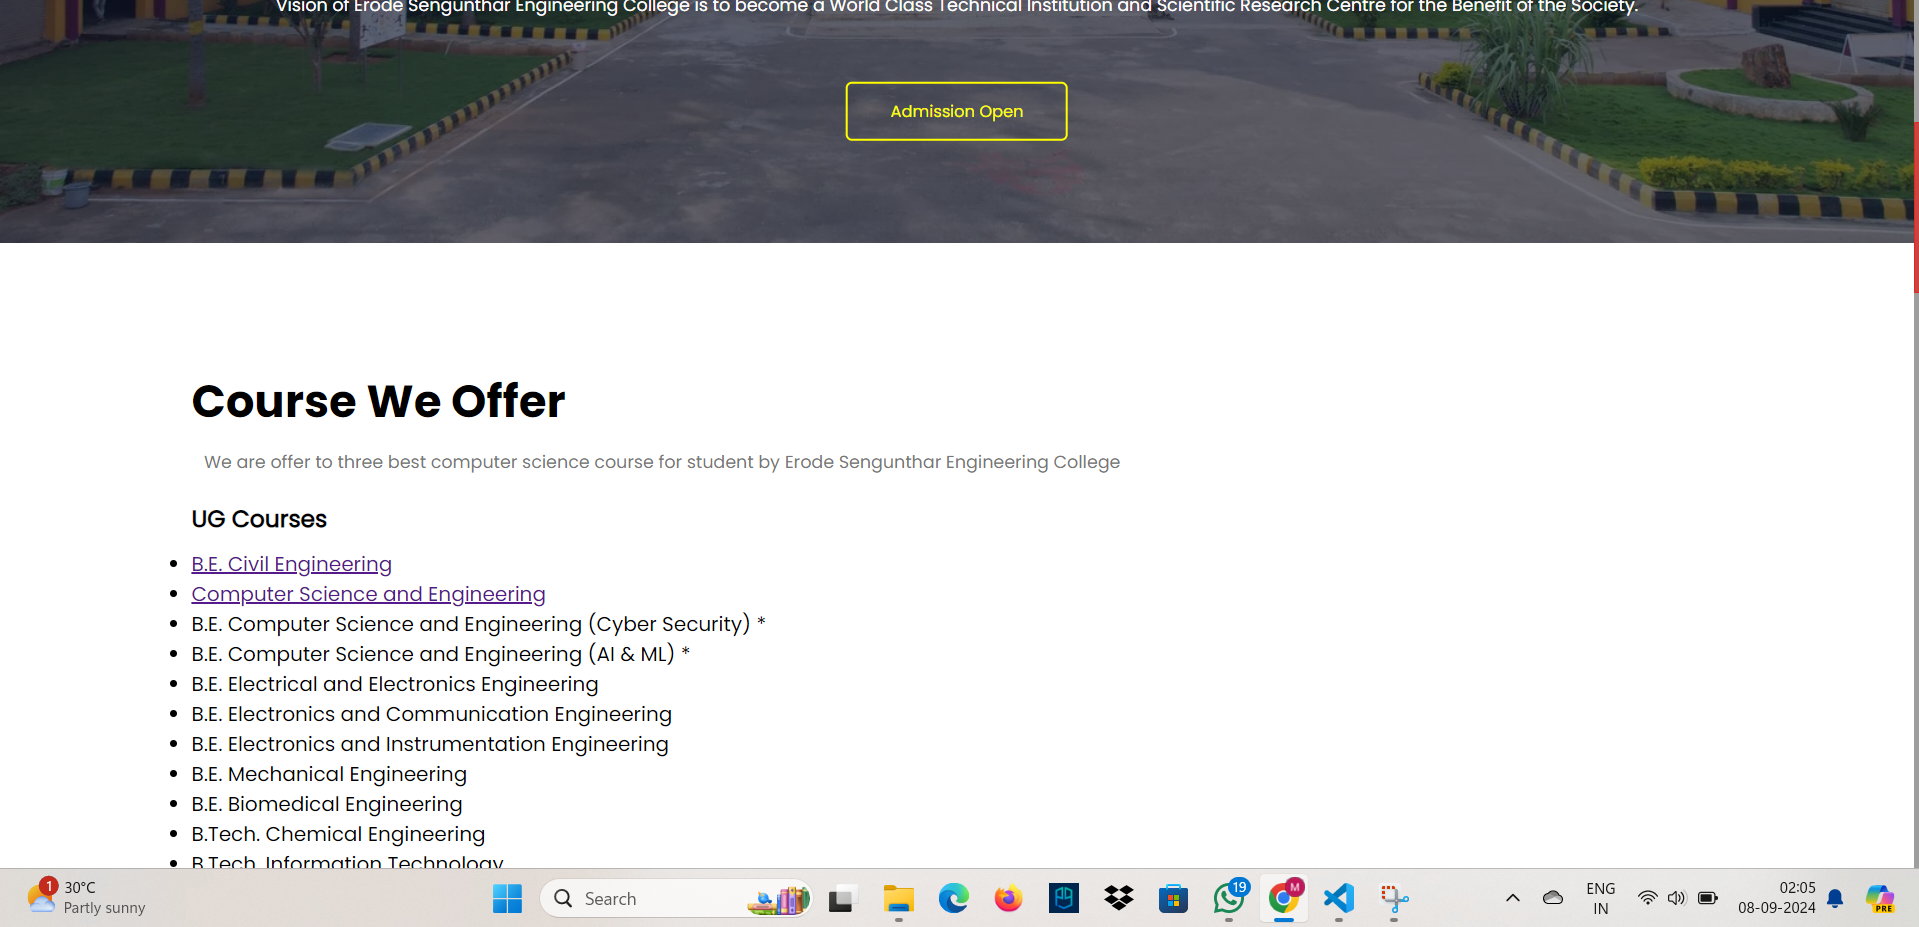 Vision of Erode Sengunthar Engineering College is to become a World Class Technical Institution and Scientific Research Centre for the Benefit of the Society.
Admission Open
Course We Offer
We are offer to three best computer science course for student by Erode Sengunthar Engineering College
UG Courses
B.E. Civil Engineering
Computer Science and Engineering
B.E. Computer Science and Engineering (Cyber Security) *
B.E. Computer Science and Engineering (AI & ML) *
B.E. Electrical and Electronics Engineering
B.E. Electronics and Communication Engineering
B.E. Electronics and Instrumentation Engineering
B.E. Mechanical Engineering
B.E. Biomedical Engineering
B.Tech. Chemical Engineering
B.Tech. Information Technology
1
30°C
Partly sunny
Search
19
M
ENG
IN
02:05
08-09-2024
PRE